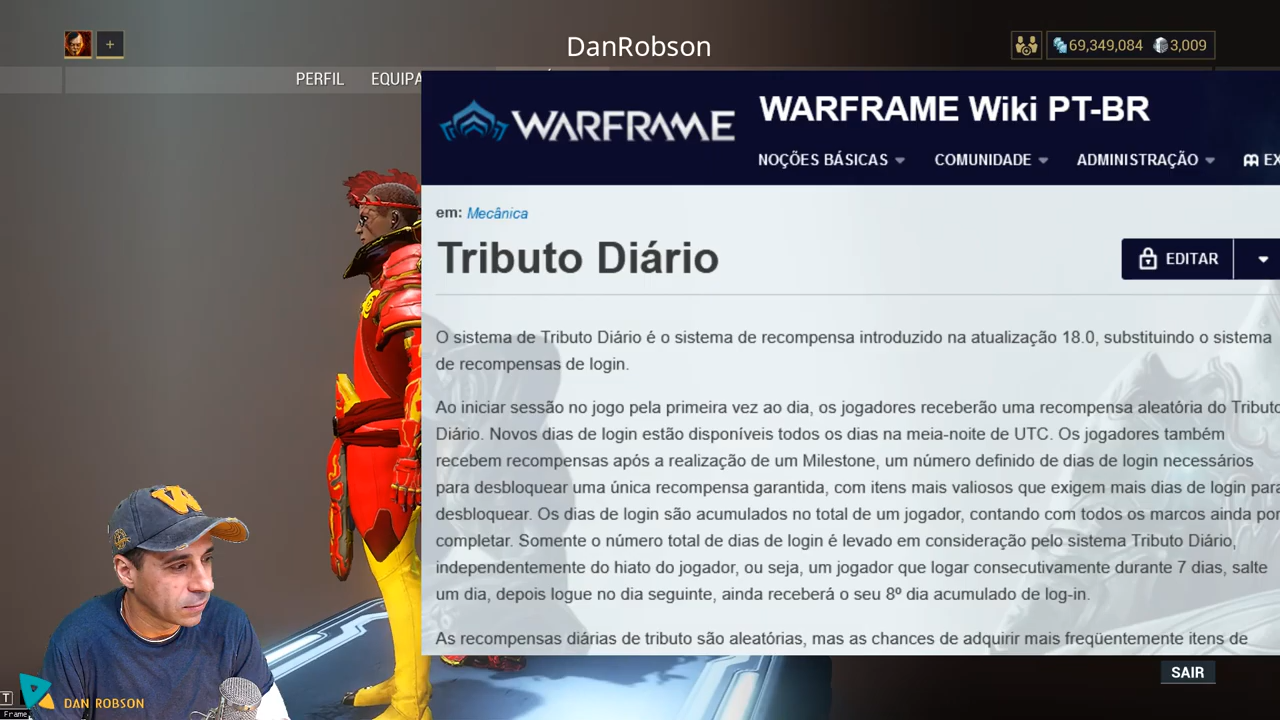 DanRobson
69,349,084 3,009
PERFIL EQUIPA
WARFRAME
WARFRAME Wiki PT-BR
NOÇÕES BÁSICAS COMUNIDADE ADMINISTRAÇÃO EX
em: Mecânica
Tributo Diário
EDITAR
O sistema de Tributo Diário é o sistema de recompensa introduzido na atualização 18.0, substituindo o sistema
de recompensas de login.
Ao iniciar sessão no jogo pela primeira vez ao dia, os jogadores receberão uma recompensa aleatória do Tributo
Diário. Novos dias de login estão disponíveis todos os dias na meia-noite de UTC. Os jogadores também
recebem recompensas após a realização de um Milestone, um número definido de dias de login necessários
para desbloquear uma única recompensa garantida, com itens mais valiosos que exigem mais dias de login para
desbloquear. Os dias de login são acumulados no total de um jogador, contando com todos os marcos ainda por
completar. Somente o número total de dias de login é levado em consideração pelo sistema Tributo Diário,
independentemente do hiato do jogador, ou seja, um jogador que logar consecutivamente durante 7 dias, salte
um dia, depois logue no dia seguinte, ainda receberá o seu 8º dia acumulado de log-in.
As recompensas diárias de tributo são aleatórias, mas as chances de adquirir mais freqüentemente itens de
SAIR
W
T
DAN ROBSON
Frame